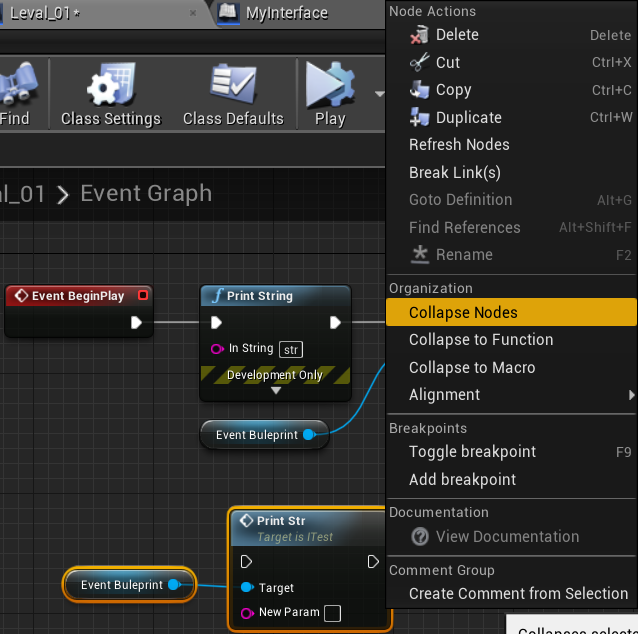 Leval_01*
MyInterface
Find
Class Settings
Class Defaults
Play
al_01
Event Graph
Event BeginPlay
Print String
In String
str
Development Only
Event Buleprint
Print Str
Target is ITest
Event Buleprint
Target
New Param
Node Actions
Delete Delete
Cut Ctrl+X
Copy Ctrl+C
Duplicate Ctrl+W
Refresh Nodes
Break Link(s)
Goto Definition Alt+G
Find References Alt+Shift+F
Rename F2
Organization
Collapse Nodes
Collapse to Function
Collapse to Macro
Alignment
Breakpoints
Toggle breakpoint F9
Add breakpoint
Documentation
View Documentation
Comment Group
Create Comment from Selection